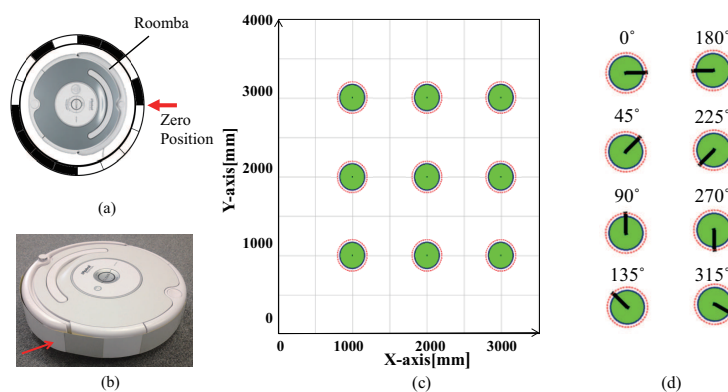 Roomba
Zero
Position
(a)
(b)
4000
3000
2000
1000
0
Y-axis[mm]
0
1000
2000
3000
X-axis[mm]
(c)
0°
180°
45°
225°
90°
270°
135°
315°
(d)